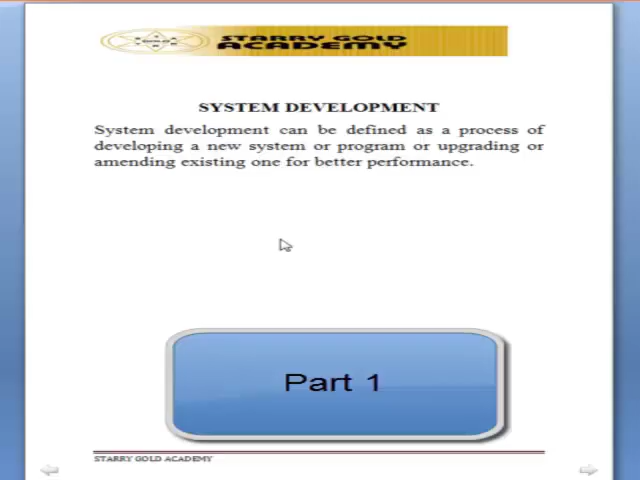 GOLD
STARRY GOLD
ACADEMY
SYSTEM DEVELOPMENT
System development can be defined as a process of
developing a new system or program or upgrading or
amending existing one for better performance.
Part 1
STARRY GOLD ACADEMY